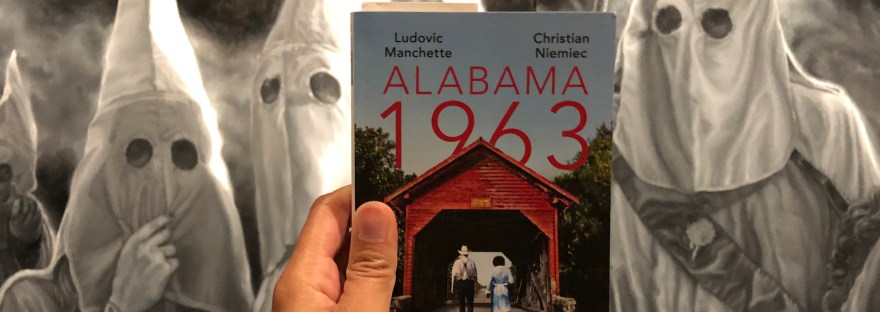 Ludovic
Manchette
Christian
Niemiec
ALABAMA
1963